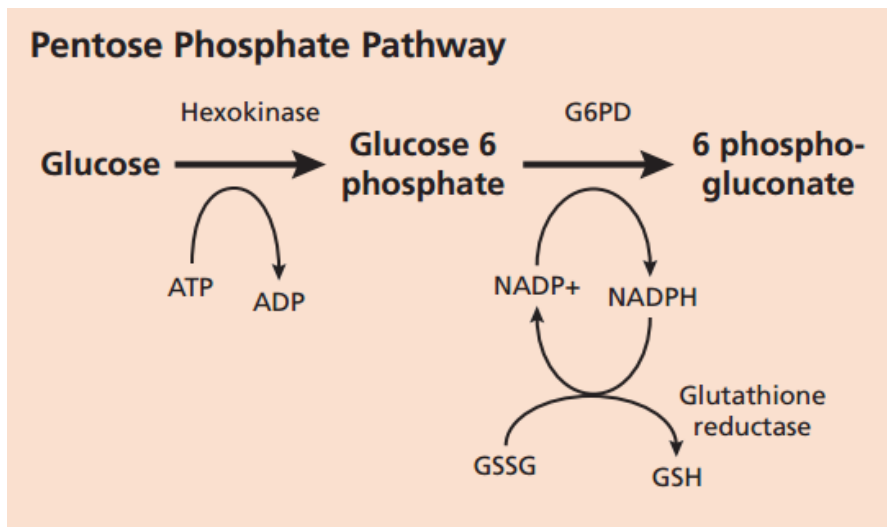 Pentose Phosphate Pathway
Hexokinase
G6PD
Glucose
Glucose 6
phosphate
6 phospho-
gluconate
ATP
ADP
NADP+
NADPH
Glutathione
reductase
GSSG
GSH